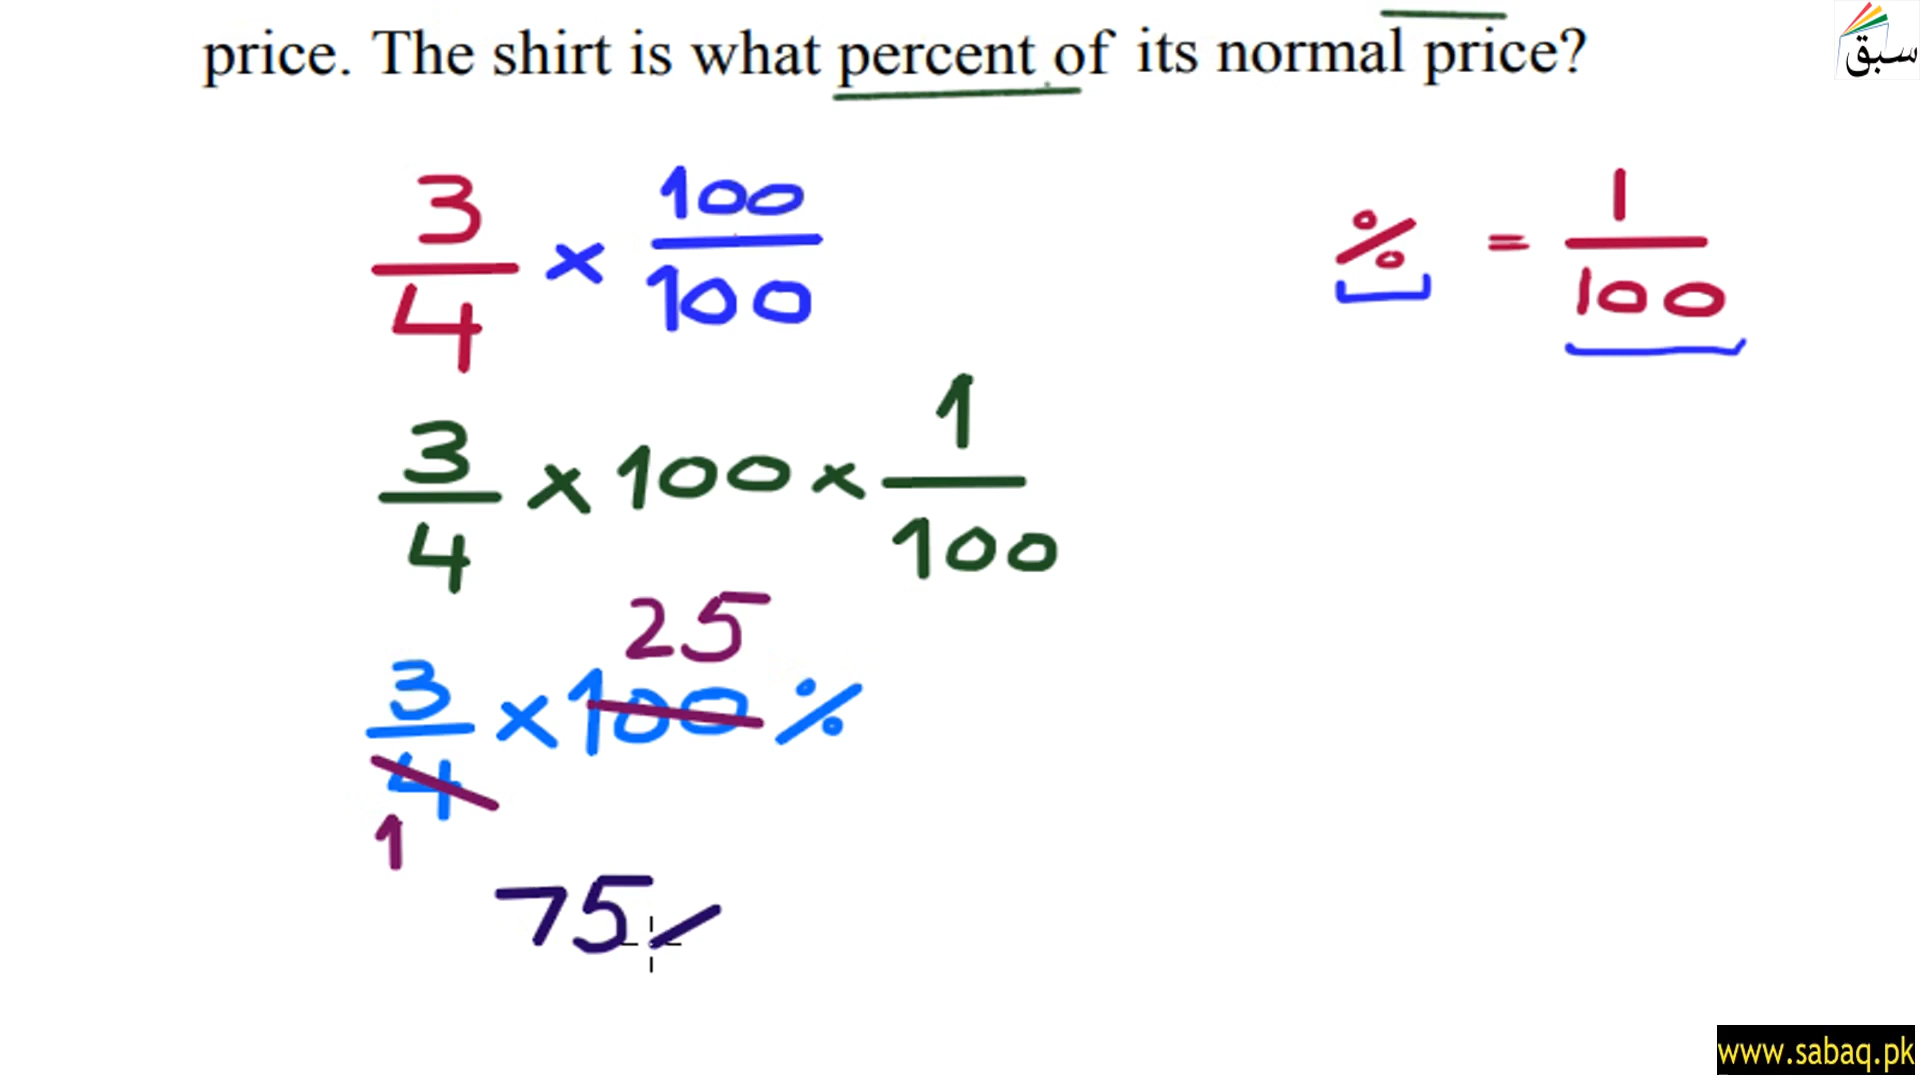 price. The shirt is what percent of its normal price?
سبق
3/4 × 100/100
% = 1/100
3/4 × 100 × 1/100
25
3/4 × 100 %
1
75/
www.sabaq.pk